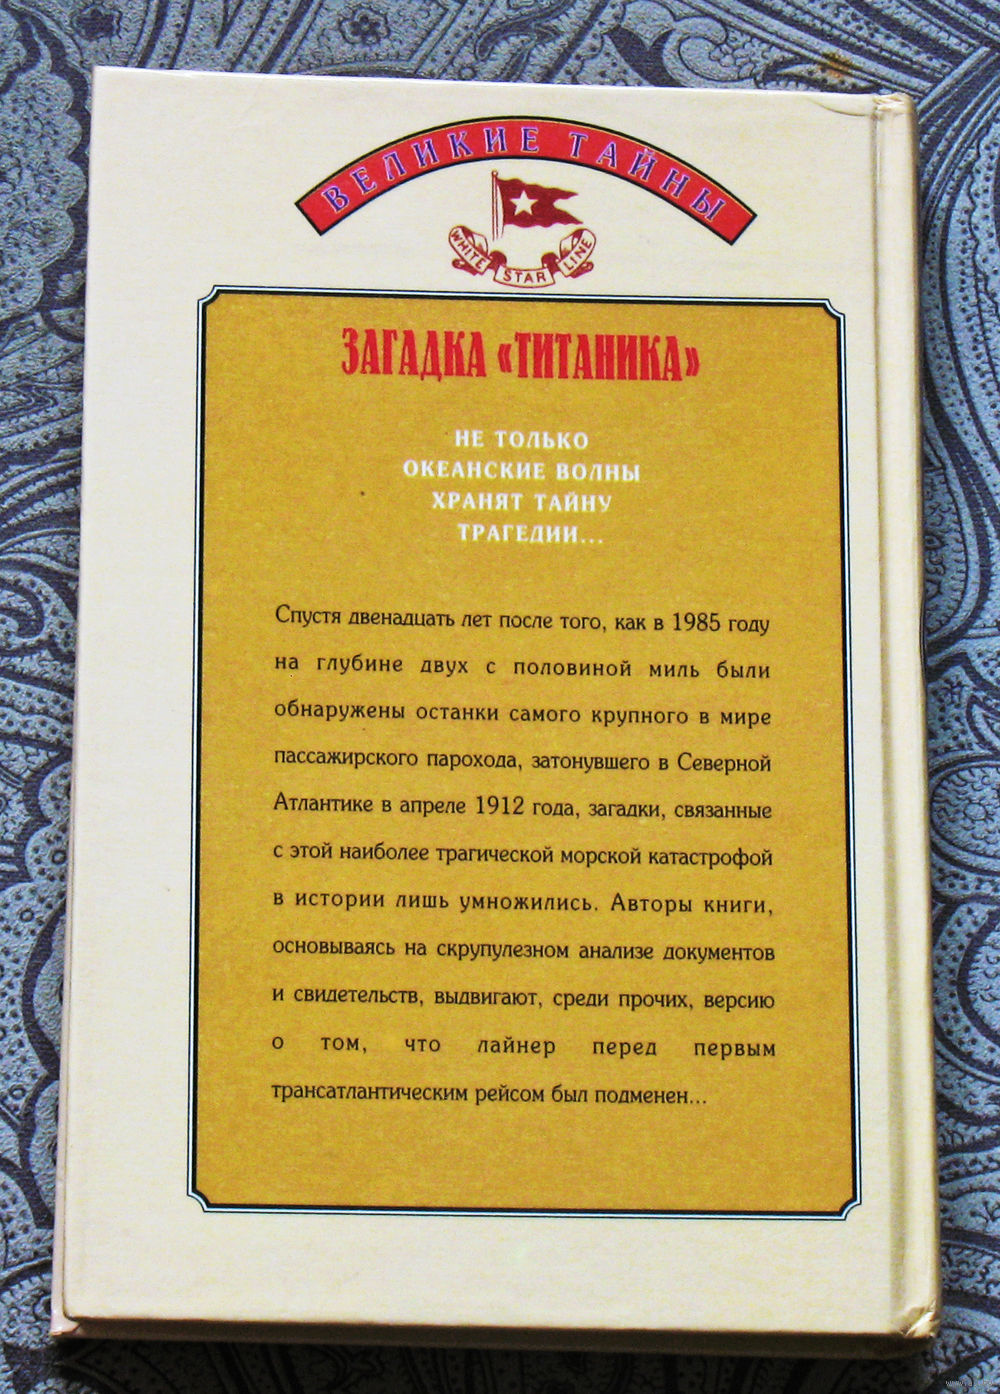 ВЕЛИКИЕ ТАЙНЫ
WHITE STAR LINE
ЗАГАДКА «ТИТАНИКА»
НЕ ТОЛЬКО
ОКЕАНСКИЕ ВОЛНЫ
ХРАНЯТ ТАЙНУ
ТРАГЕДИИ...
Спустя двенадцать лет после того, как в 1985 году
на глубине двух с половиной миль были
обнаружены останки самого крупного в мире
пассажирского парохода, затонувшего в Северной
Атлантике в апреле 1912 года, загадки, связанные
с этой наиболее трагической морской катастрофой
в истории лишь умножились. Авторы книги,
основываясь на скрупулезном анализе документов
и свидетельств, выдвигают, среди прочих, версию
о том, что лайнер перед первым
трансатлантическим рейсом был подменен...